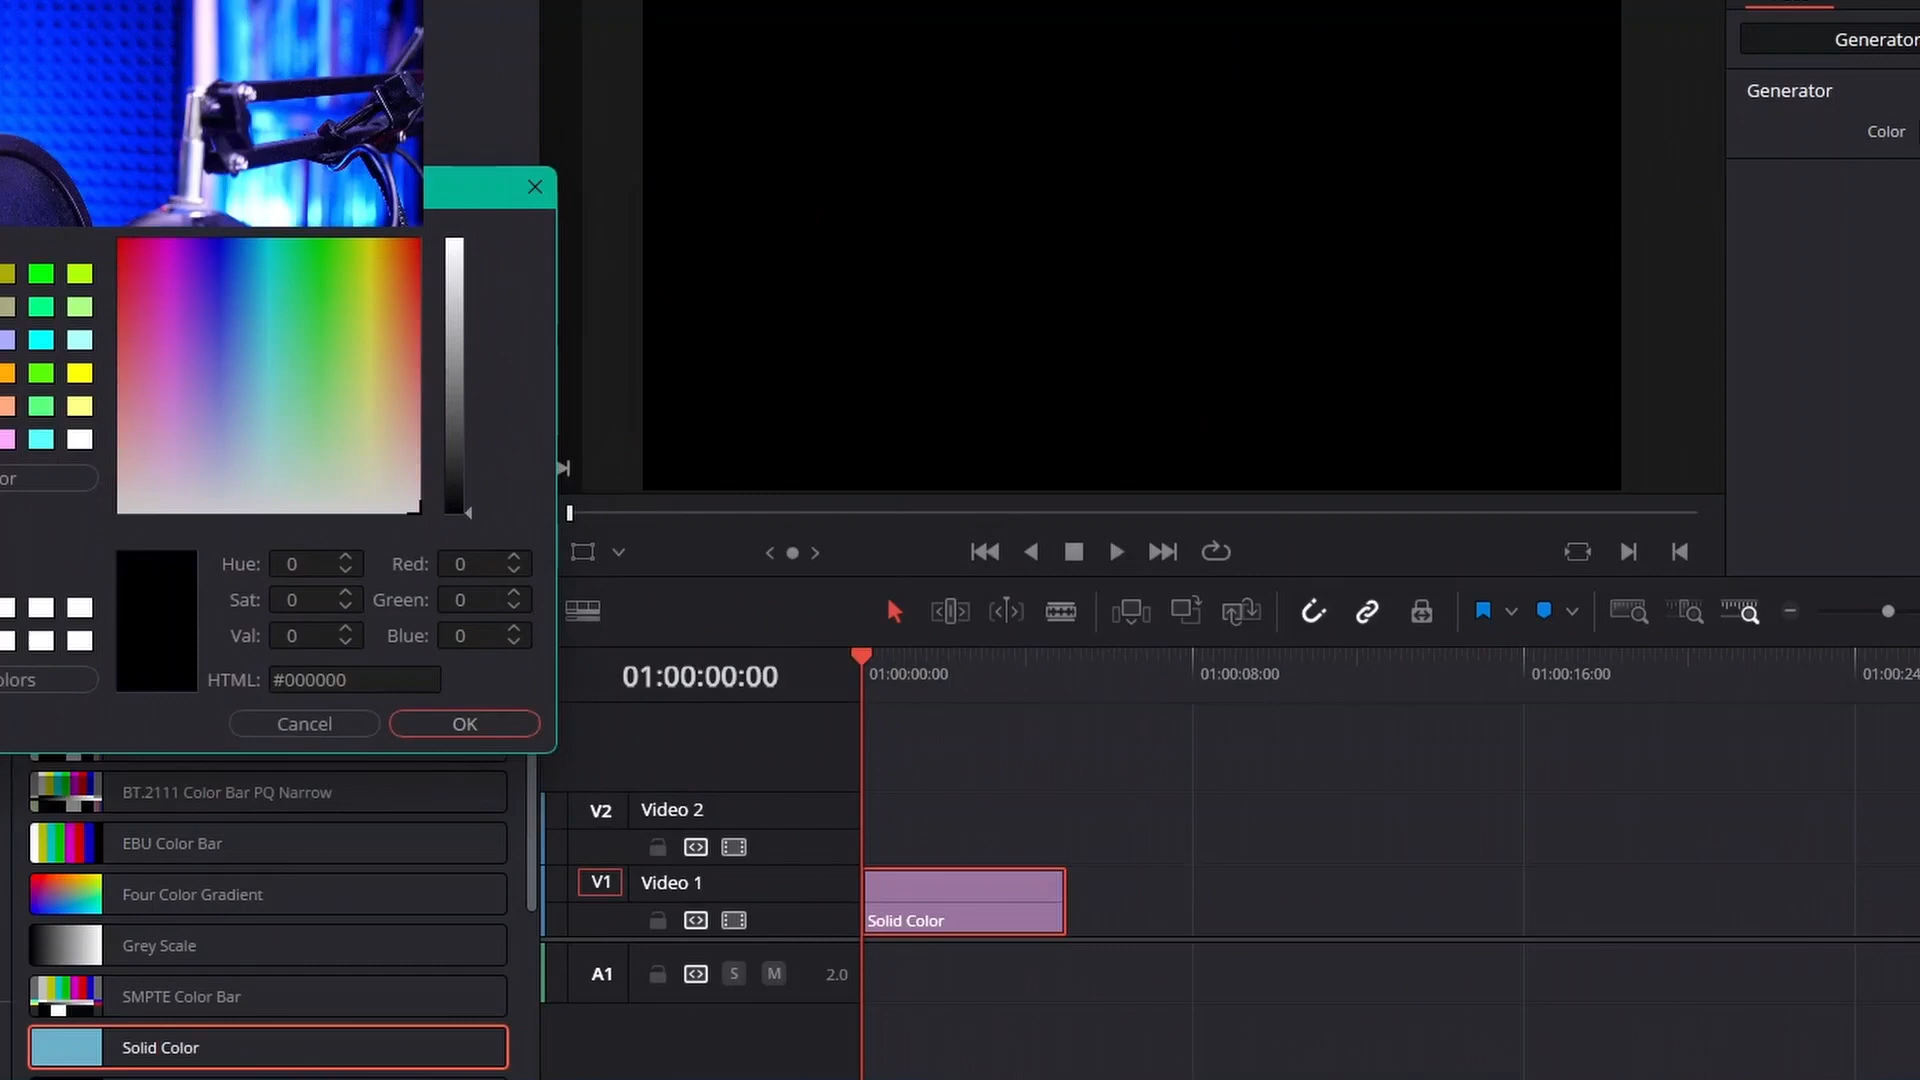 Generator
Generator
Color
or
Hue: 0 Red: 0
Sat: 0 Green: 0
Val: 0 Blue: 0
olors
HTML: #000000
Cancel OK
01:00:00:00
01:00:00:00 01:00:08:00 01:00:16:00 01:00:24
BT.2111 Color Bar PQ Narrow
EBU Color Bar
Four Color Gradient
Grey Scale
SMPTE Color Bar
Solid Color
V2 Video 2
V1 Video 1
Solid Color
A1 S M 2.0